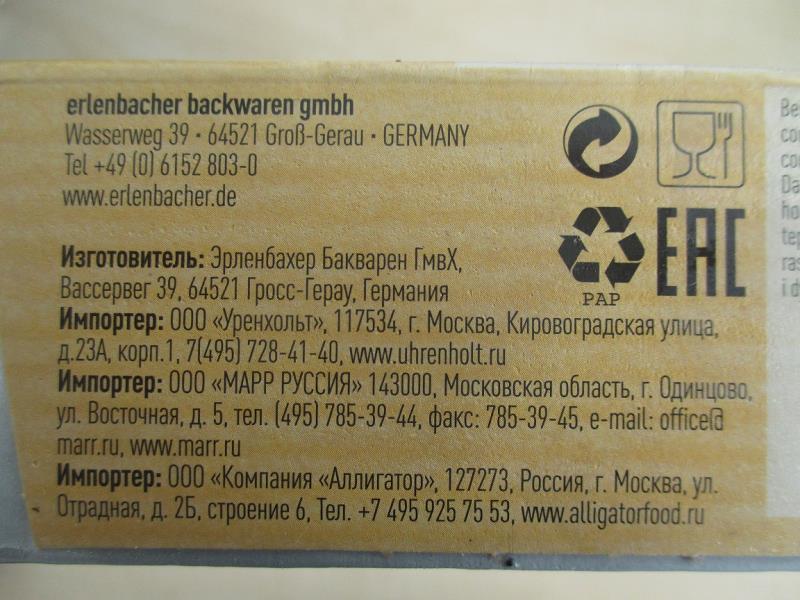 erlenbacher backwaren gmbh
Wasserweg 39 · 64521 Groß-Gerau · GERMANY
Tel +49 (0) 6152 803-0
www.erlenbacher.de
Изготовитель: Эрленбахер Бакварен ГмвХ,
Вассервег 39, 64521 Гросс-Герау, Германия
Импортер: ООО «Уренхольт», 117534, г. Москва, Кировоградская улица,
д.23А, корп.1, 7(495) 728-41-40, www.uhrenholt.ru
Импортер: ООО «МАРР РУССИЯ» 143000, Московская область, г. Одинцово,
ул. Восточная, д. 5, тел. (495) 785-39-44, факс: 785-39-45, e-mail: office@
marr.ru, www.marr.ru
Импортер: ООО «Компания «Аллигатор», 127273, Россия, г. Москва, ул.
Отрадная, д. 2Б, строение 6, Тел. +7 495 925 75 53, www.alligatorfood.ru
PAP
EAC